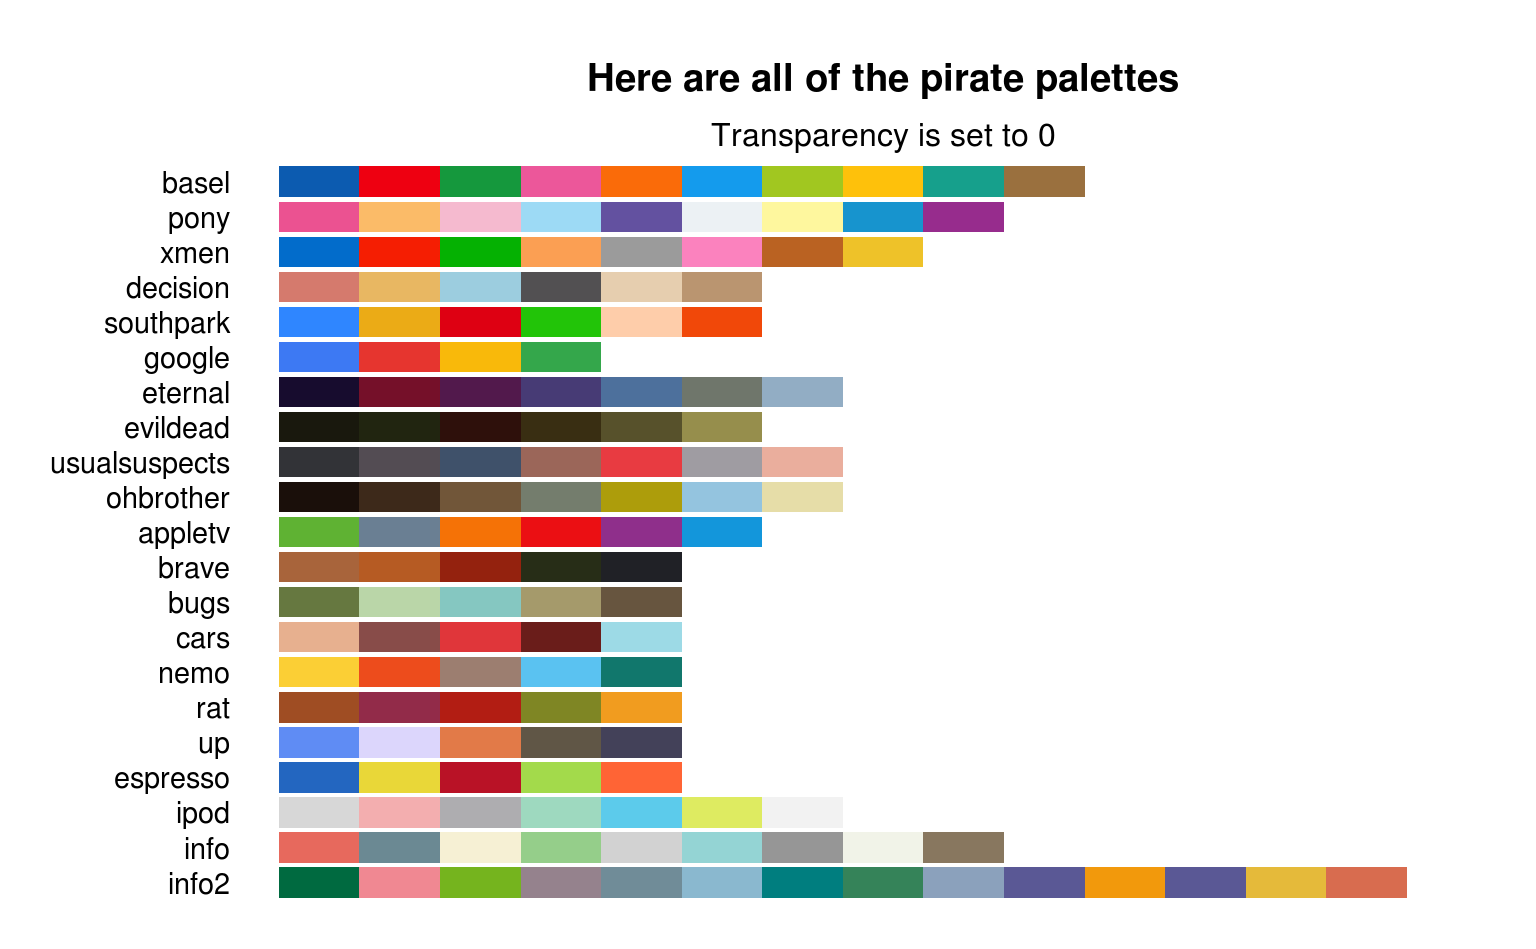 Here are all of the pirate palettes
Transparency is set to 0
basel
pony
xmen
decision
southpark
google
eternal
evildead
usualsuspects
ohbrother
appletv
brave
bugs
cars
nemo
rat
up
espresso
ipod
info
info2